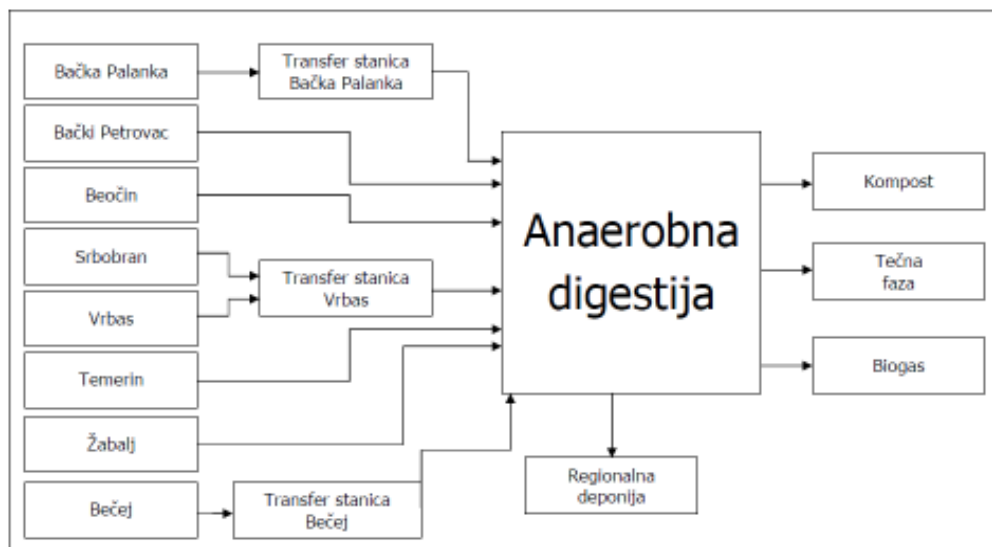 Bačka Palanka
Transfer stanica
Bačka Palanka
Bački Petrovac
Beočin
Srbobran
Transfer stanica
Vrbas
Vrbas
Temerin
Žabalj
Bečej
Transfer stanica
Bečej
Anaerobna
digestija
Kompost
Tečna
faza
Biogas
Regionalna
deponija